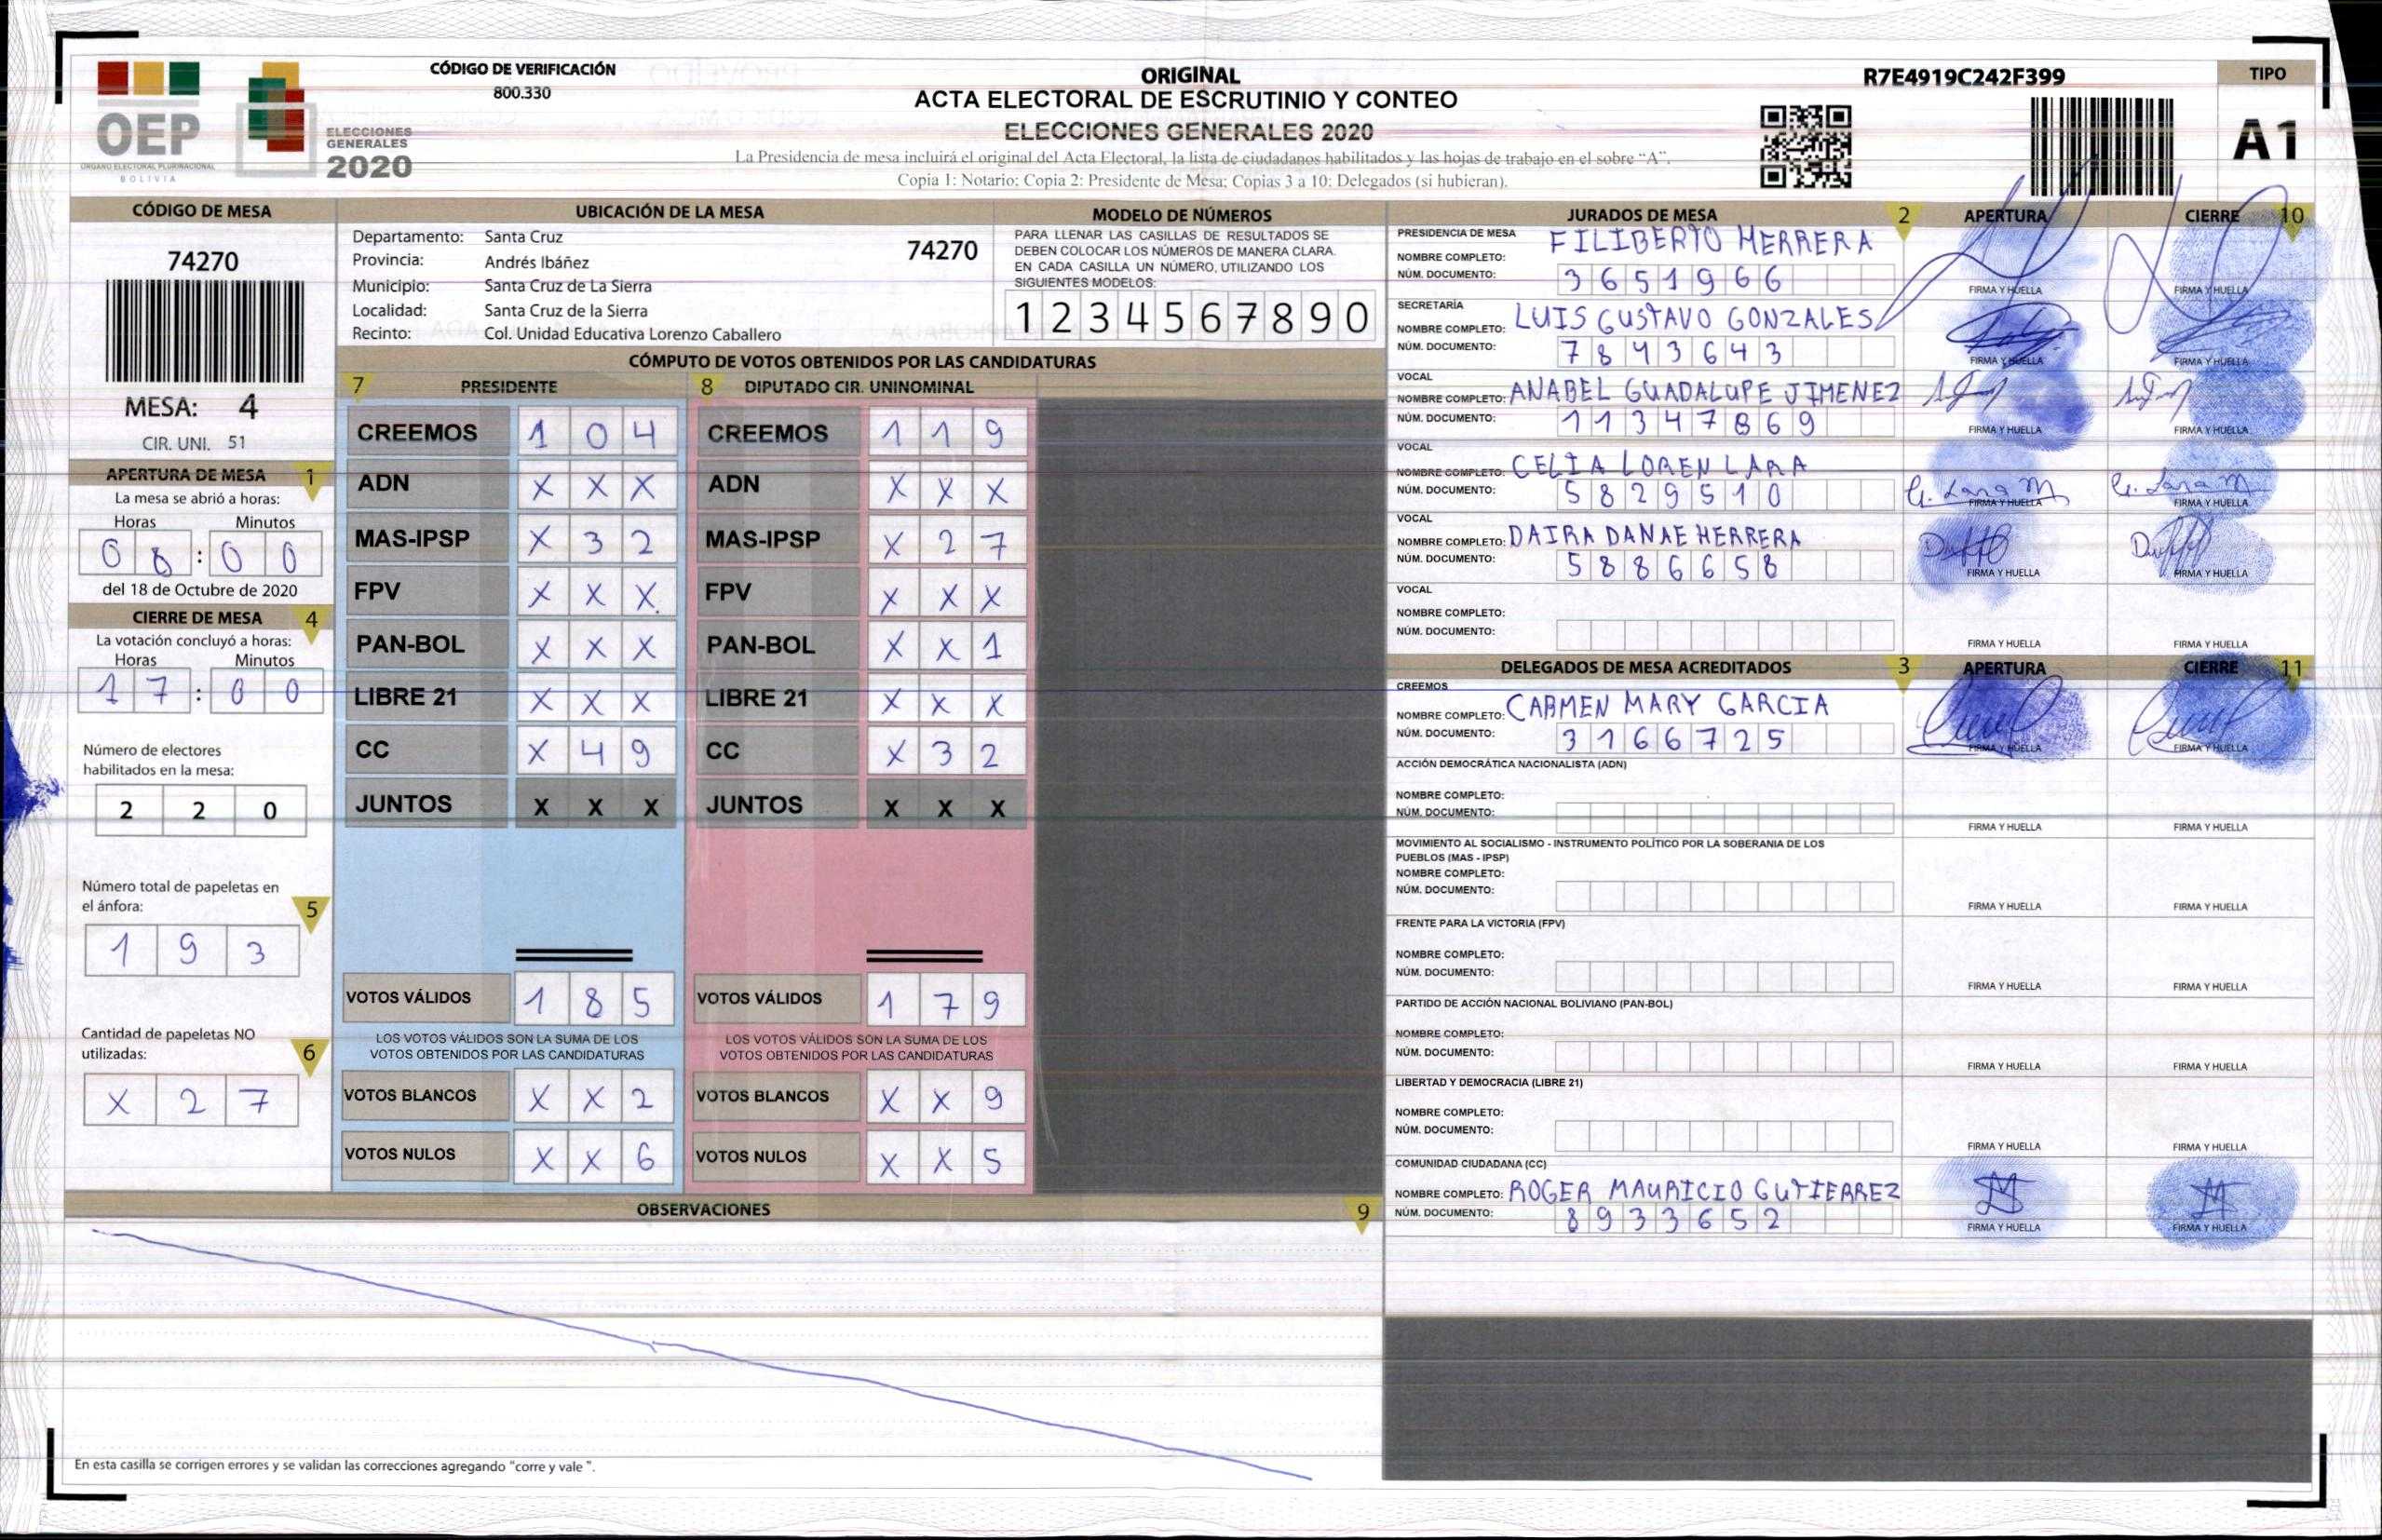 OEP
ÓRGANO ELECTORAL PLURINACIONAL
BOLIVIA
ELECCIONES
GENERALES
2020
CÓDIGO DE VERIFICACIÓN
800.330
ORIGINAL
ACTA ELECTORAL DE ESCRUTINIO Y CONTEO
ELECCIONES GENERALES 2020
La Presidencia de mesa incluirá el original del Acta Electoral, la lista de ciudadanos habilitados y las hojas de trabajo en el sobre “A”.
Copia 1: Notario; Copia 2: Presidente de Mesa; Copias 3 a 10: Delegados (si hubieran).
R7E4919C242F399
TIPO
A1
CÓDIGO DE MESA
74270
MESA: 4
CIR. UNI. 51
APERTURA DE MESA 1
La mesa se abrió a horas:
Horas Minutos
08:00
del 18 de Octubre de 2020
CIERRE DE MESA 4
La votación concluyó a horas:
Horas Minutos
17:00
Número de electores
habilitados en la mesa:
2 2 0
Número total de papeletas en
el ánfora: 5
1 9 3
Cantidad de papeletas NO
utilizadas: 6
X 2 7
UBICACIÓN DE LA MESA
Departamento: Santa Cruz 74270
Provincia: Andrés Ibáñez
Municipio: Santa Cruz de La Sierra
Localidad: Santa Cruz de la Sierra
Recinto: Col. Unidad Educativa Lorenzo Caballero
MODELO DE NÚMEROS
PARA LLENAR LAS CASILLAS DE RESULTADOS SE
DEBEN COLOCAR LOS NÚMEROS DE MANERA CLARA.
EN CADA CASILLA UN NÚMERO, UTILIZANDO LOS
SIGUIENTES MODELOS:
1 2 3 4 5 6 7 8 9 0
CÓMPUTO DE VOTOS OBTENIDOS POR LAS CANDIDATURAS
7 PRESIDENTE 8 DIPUTADO CIR. UNINOMINAL
CREEMOS 1 0 4 CREEMOS 1 1 9
ADN X X X ADN X X X
MAS-IPSP X 3 2 MAS-IPSP X 2 7
FPV X X X. FPV X X X
PAN-BOL X X X PAN-BOL X X 1
LIBRE 21 X X X LIBRE 21 X X X
CC X 4 9 CC X 3 2
JUNTOS X X X JUNTOS X X X
VOTOS VÁLIDOS 1 8 5 VOTOS VÁLIDOS 1 7 9
LOS VOTOS VÁLIDOS SON LA SUMA DE LOS LOS VOTOS VÁLIDOS SON LA SUMA DE LOS
VOTOS OBTENIDOS POR LAS CANDIDATURAS VOTOS OBTENIDOS POR LAS CANDIDATURAS
VOTOS BLANCOS X X 2 VOTOS BLANCOS X X 9
VOTOS NULOS X X 6 VOTOS NULOS X X 5
OBSERVACIONES 9
En esta casilla se corrigen errores y se validan las correcciones agregando "corre y vale ".
JURADOS DE MESA 2 APERTURA CIERRE 10
PRESIDENCIA DE MESA
NOMBRE COMPLETO: FILIBERTO HERRERA
NÚM. DOCUMENTO: 3651966
FIRMA Y HUELLA FIRMA Y HUELLA
SECRETARÍA
NOMBRE COMPLETO: LUIS GUSTAVO GONZALES
NÚM. DOCUMENTO: 7843643
FIRMA Y HUELLA FIRMA Y HUELLA
VOCAL
NOMBRE COMPLETO: ANABEL GUADALUPE JIMENEZ
NÚM. DOCUMENTO: 11347869
FIRMA Y HUELLA FIRMA Y HUELLA
VOCAL
NOMBRE COMPLETO: CELIA LOREN LARA
NÚM. DOCUMENTO: 5829510
FIRMA Y HUELLA FIRMA Y HUELLA
VOCAL
NOMBRE COMPLETO: DAIRA DANAE HERRERA
NÚM. DOCUMENTO: 5886658
FIRMA Y HUELLA FIRMA Y HUELLA
VOCAL
NOMBRE COMPLETO:
NÚM. DOCUMENTO:
FIRMA Y HUELLA FIRMA Y HUELLA
DELEGADOS DE MESA ACREDITADOS 3 APERTURA CIERRE 11
CREEMOS
NOMBRE COMPLETO: CARMEN MARY GARCIA
NÚM. DOCUMENTO: 3166725
FIRMA Y HUELLA FIRMA Y HUELLA
ACCIÓN DEMOCRÁTICA NACIONALISTA (ADN)
NOMBRE COMPLETO:
NÚM. DOCUMENTO:
FIRMA Y HUELLA FIRMA Y HUELLA
MOVIMIENTO AL SOCIALISMO - INSTRUMENTO POLÍTICO POR LA SOBERANIA DE LOS
PUEBLOS (MAS - IPSP)
NOMBRE COMPLETO:
NÚM. DOCUMENTO:
FIRMA Y HUELLA FIRMA Y HUELLA
FRENTE PARA LA VICTORIA (FPV)
NOMBRE COMPLETO:
NÚM. DOCUMENTO:
FIRMA Y HUELLA FIRMA Y HUELLA
PARTIDO DE ACCIÓN NACIONAL BOLIVIANO (PAN-BOL)
NOMBRE COMPLETO:
NÚM. DOCUMENTO:
FIRMA Y HUELLA FIRMA Y HUELLA
LIBERTAD Y DEMOCRACIA (LIBRE 21)
NOMBRE COMPLETO:
NÚM. DOCUMENTO:
FIRMA Y HUELLA FIRMA Y HUELLA
COMUNIDAD CIUDADANA (CC)
NOMBRE COMPLETO: ROGER MAURICIO GUTIERREZ
NÚM. DOCUMENTO: 8933652
FIRMA Y HUELLA FIRMA Y HUELLA